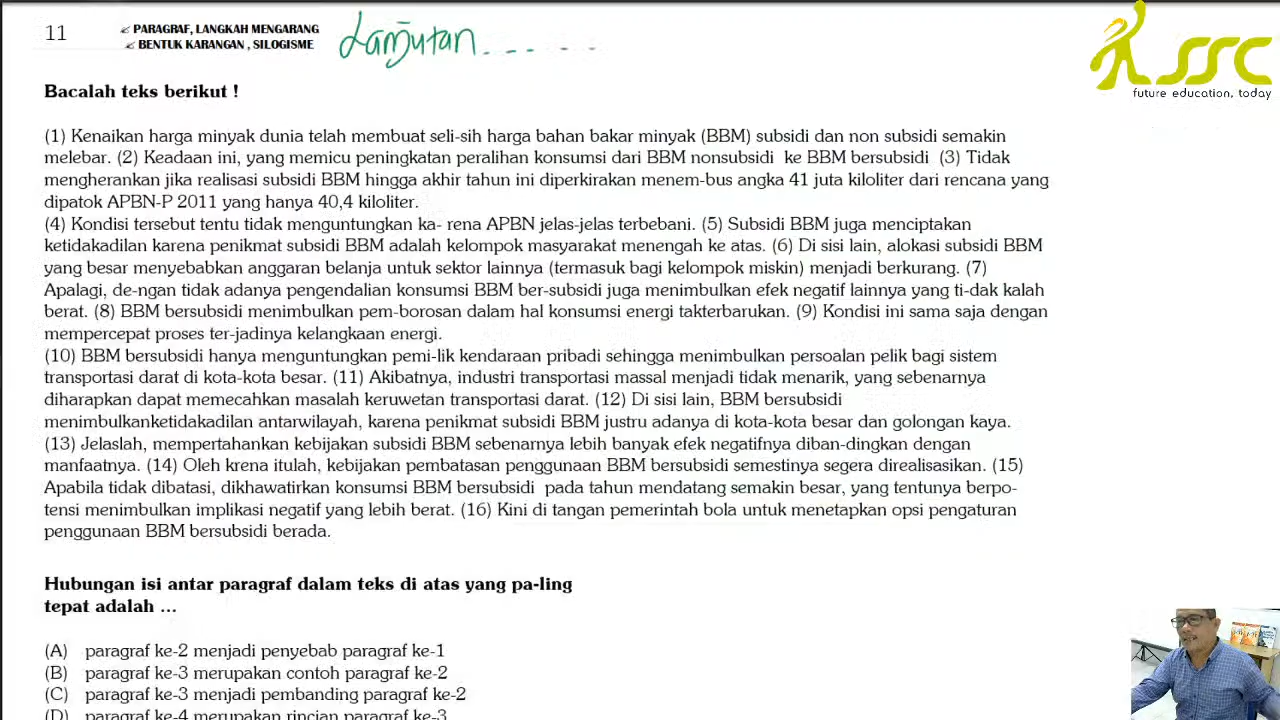 11
PARAGRAF, LANGKAH MENGARANG
BENTUK KARANGAN , SILOGISME
Lanjutan ... ...
SSC
future education, today
Bacalah teks berikut !
(1) Kenaikan harga minyak dunia telah membuat seli-sih harga bahan bakar minyak (BBM) subsidi dan non subsidi semakin
melebar. (2) Keadaan ini, yang memicu peningkatan peralihan konsumsi dari BBM nonsubsidi ke BBM bersubsidi (3) Tidak
mengherankan jika realisasi subsidi BBM hingga akhir tahun ini diperkirakan menem-bus angka 41 juta kiloliter dari rencana yang
dipatok APBN-P 2011 yang hanya 40,4 kiloliter.
(4) Kondisi tersebut tentu tidak menguntungkan ka- rena APBN jelas-jelas terbebani. (5) Subsidi BBM juga menciptakan
ketidakadilan karena penikmat subsidi BBM adalah kelompok masyarakat menengah ke atas. (6) Di sisi lain, alokasi subsidi BBM
yang besar menyebabkan anggaran belanja untuk sektor lainnya (termasuk bagi kelompok miskin) menjadi berkurang. (7)
Apalagi, de-ngan tidak adanya pengendalian konsumsi BBM ber-subsidi juga menimbulkan efek negatif lainnya yang ti-dak kalah
berat. (8) BBM bersubsidi menimbulkan pem-borosan dalam hal konsumsi energi takterbarukan. (9) Kondisi ini sama saja dengan
mempercepat proses ter-jadinya kelangkaan energi.
(10) BBM bersubsidi hanya menguntungkan pemi-lik kendaraan pribadi sehingga menimbulkan persoalan pelik bagi sistem
transportasi darat di kota-kota besar. (11) Akibatnya, industri transportasi massal menjadi tidak menarik, yang sebenarnya
diharapkan dapat memecahkan masalah keruwetan transportasi darat. (12) Di sisi lain, BBM bersubsidi
menimbulkanketidakadilan antarwilayah, karena penikmat subsidi BBM justru adanya di kota-kota besar dan golongan kaya.
(13) Jelaslah, mempertahankan kebijakan subsidi BBM sebenarnya lebih banyak efek negatifnya diban-dingkan dengan
manfaatnya. (14) Oleh krena itulah, kebijakan pembatasan penggunaan BBM bersubsidi semestinya segera direalisasikan. (15)
Apabila tidak dibatasi, dikhawatirkan konsumsi BBM bersubsidi pada tahun mendatang semakin besar, yang tentunya berpo-
tensi menimbulkan implikasi negatif yang lebih berat. (16) Kini di tangan pemerintah bola untuk menetapkan opsi pengaturan
penggunaan BBM bersubsidi berada.
Hubungan isi antar paragraf dalam teks di atas yang pa-ling
tepat adalah ...
(A) paragraf ke-2 menjadi penyebab paragraf ke-1
(B) paragraf ke-3 merupakan contoh paragraf ke-2
(C) paragraf ke-3 menjadi pembanding paragraf ke-2
(D) paragraf ke-4 merupakan rincian paragraf ke-3